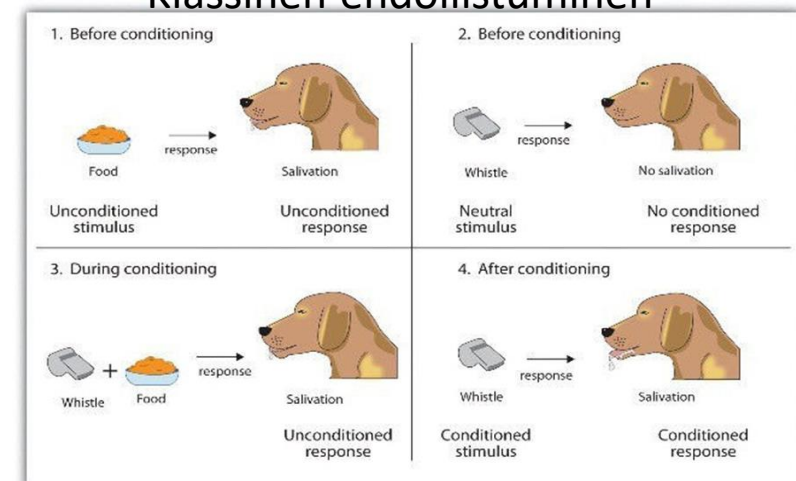 Klassinen ehdollistuminen
1. Before conditioning
response
Food
Salivation
Unconditioned
stimulus
Unconditioned
response
2. Before conditioning
response
Whistle
No salivation
Neutral
stimulus
No conditioned
response
3. During conditioning
+
response
Whistle
Food
Salivation
Unconditioned
response
4. After conditioning
response
Whistle
Salivation
Conditioned
stimulus
Conditioned
response